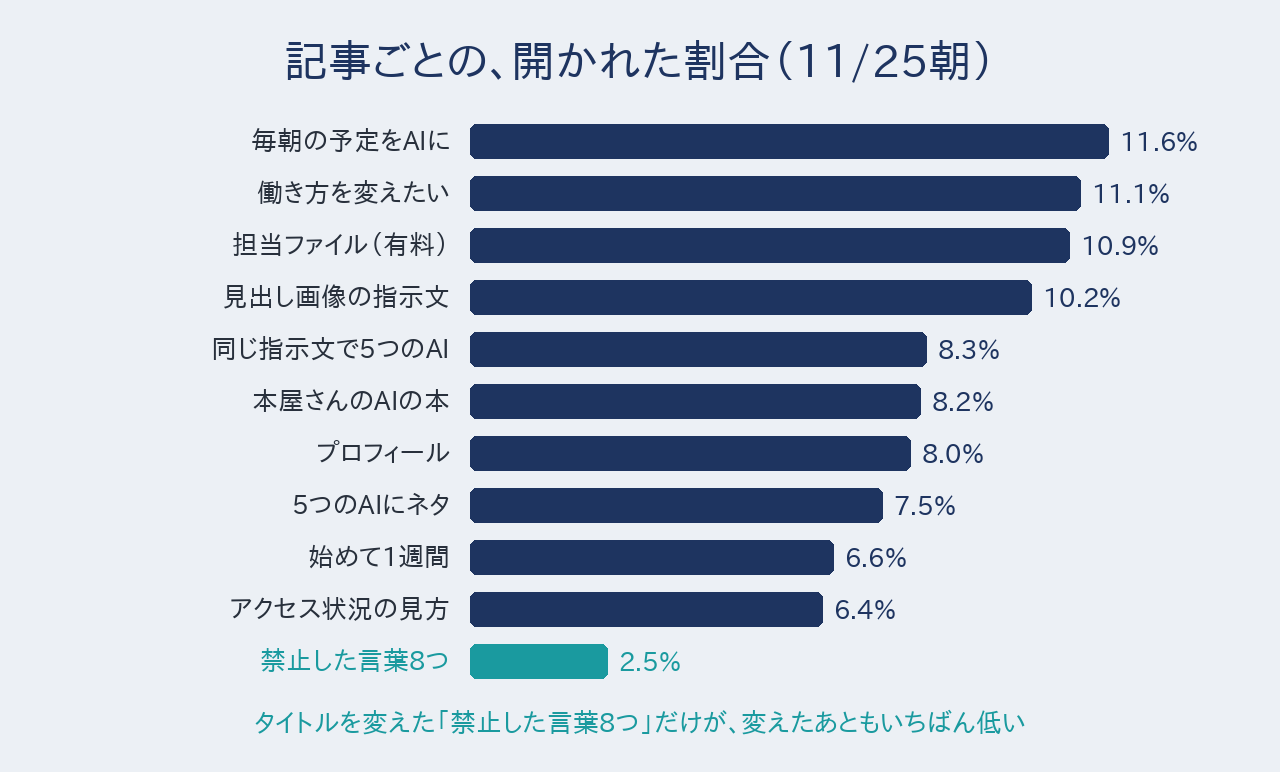 記事ごとの、開かれた割合（11/25朝）
毎朝の予定をAIに 11.6%
働き方を変えたい 11.1%
担当ファイル（有料） 10.9%
見出し画像の指示文 10.2%
同じ指示文で5つのAI 8.3%
本屋さんのAIの本 8.2%
プロフィール 8.0%
5つのAIにネタ 7.5%
始めて1週間 6.6%
アクセス状況の見方 6.4%
禁止した言葉8つ 2.5%
タイトルを変えた「禁止した言葉8つ」だけが、変えたあともいちばん低い